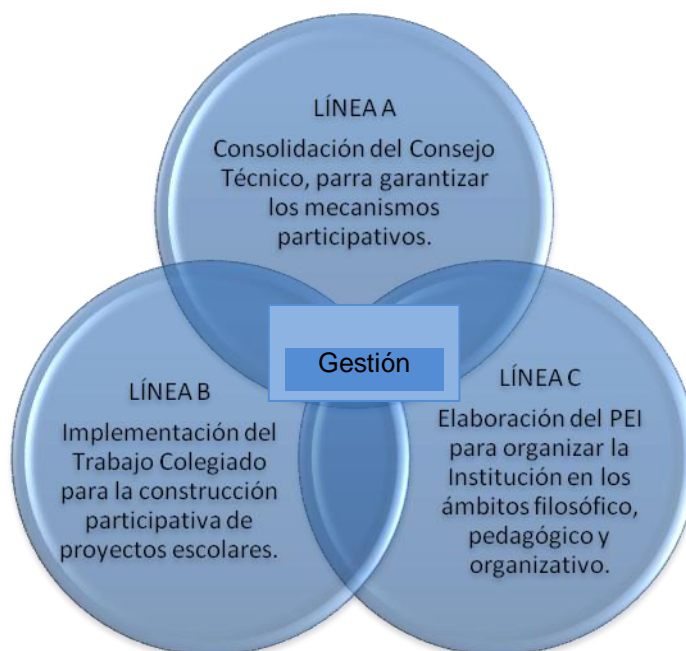 LÍNEA A
Consolidación del Consejo
Técnico, parra garantizar
los mecanismos
participativos.
Gestión
LÍNEA B
Implementación del
Trabajo Colegiado
para la construcción
participativa de
proyectos escolares.
LÍNEA C
Elaboración del PEI
para organizar la
Institución en los
ámbitos filosófico,
pedagógico y
organizativo.